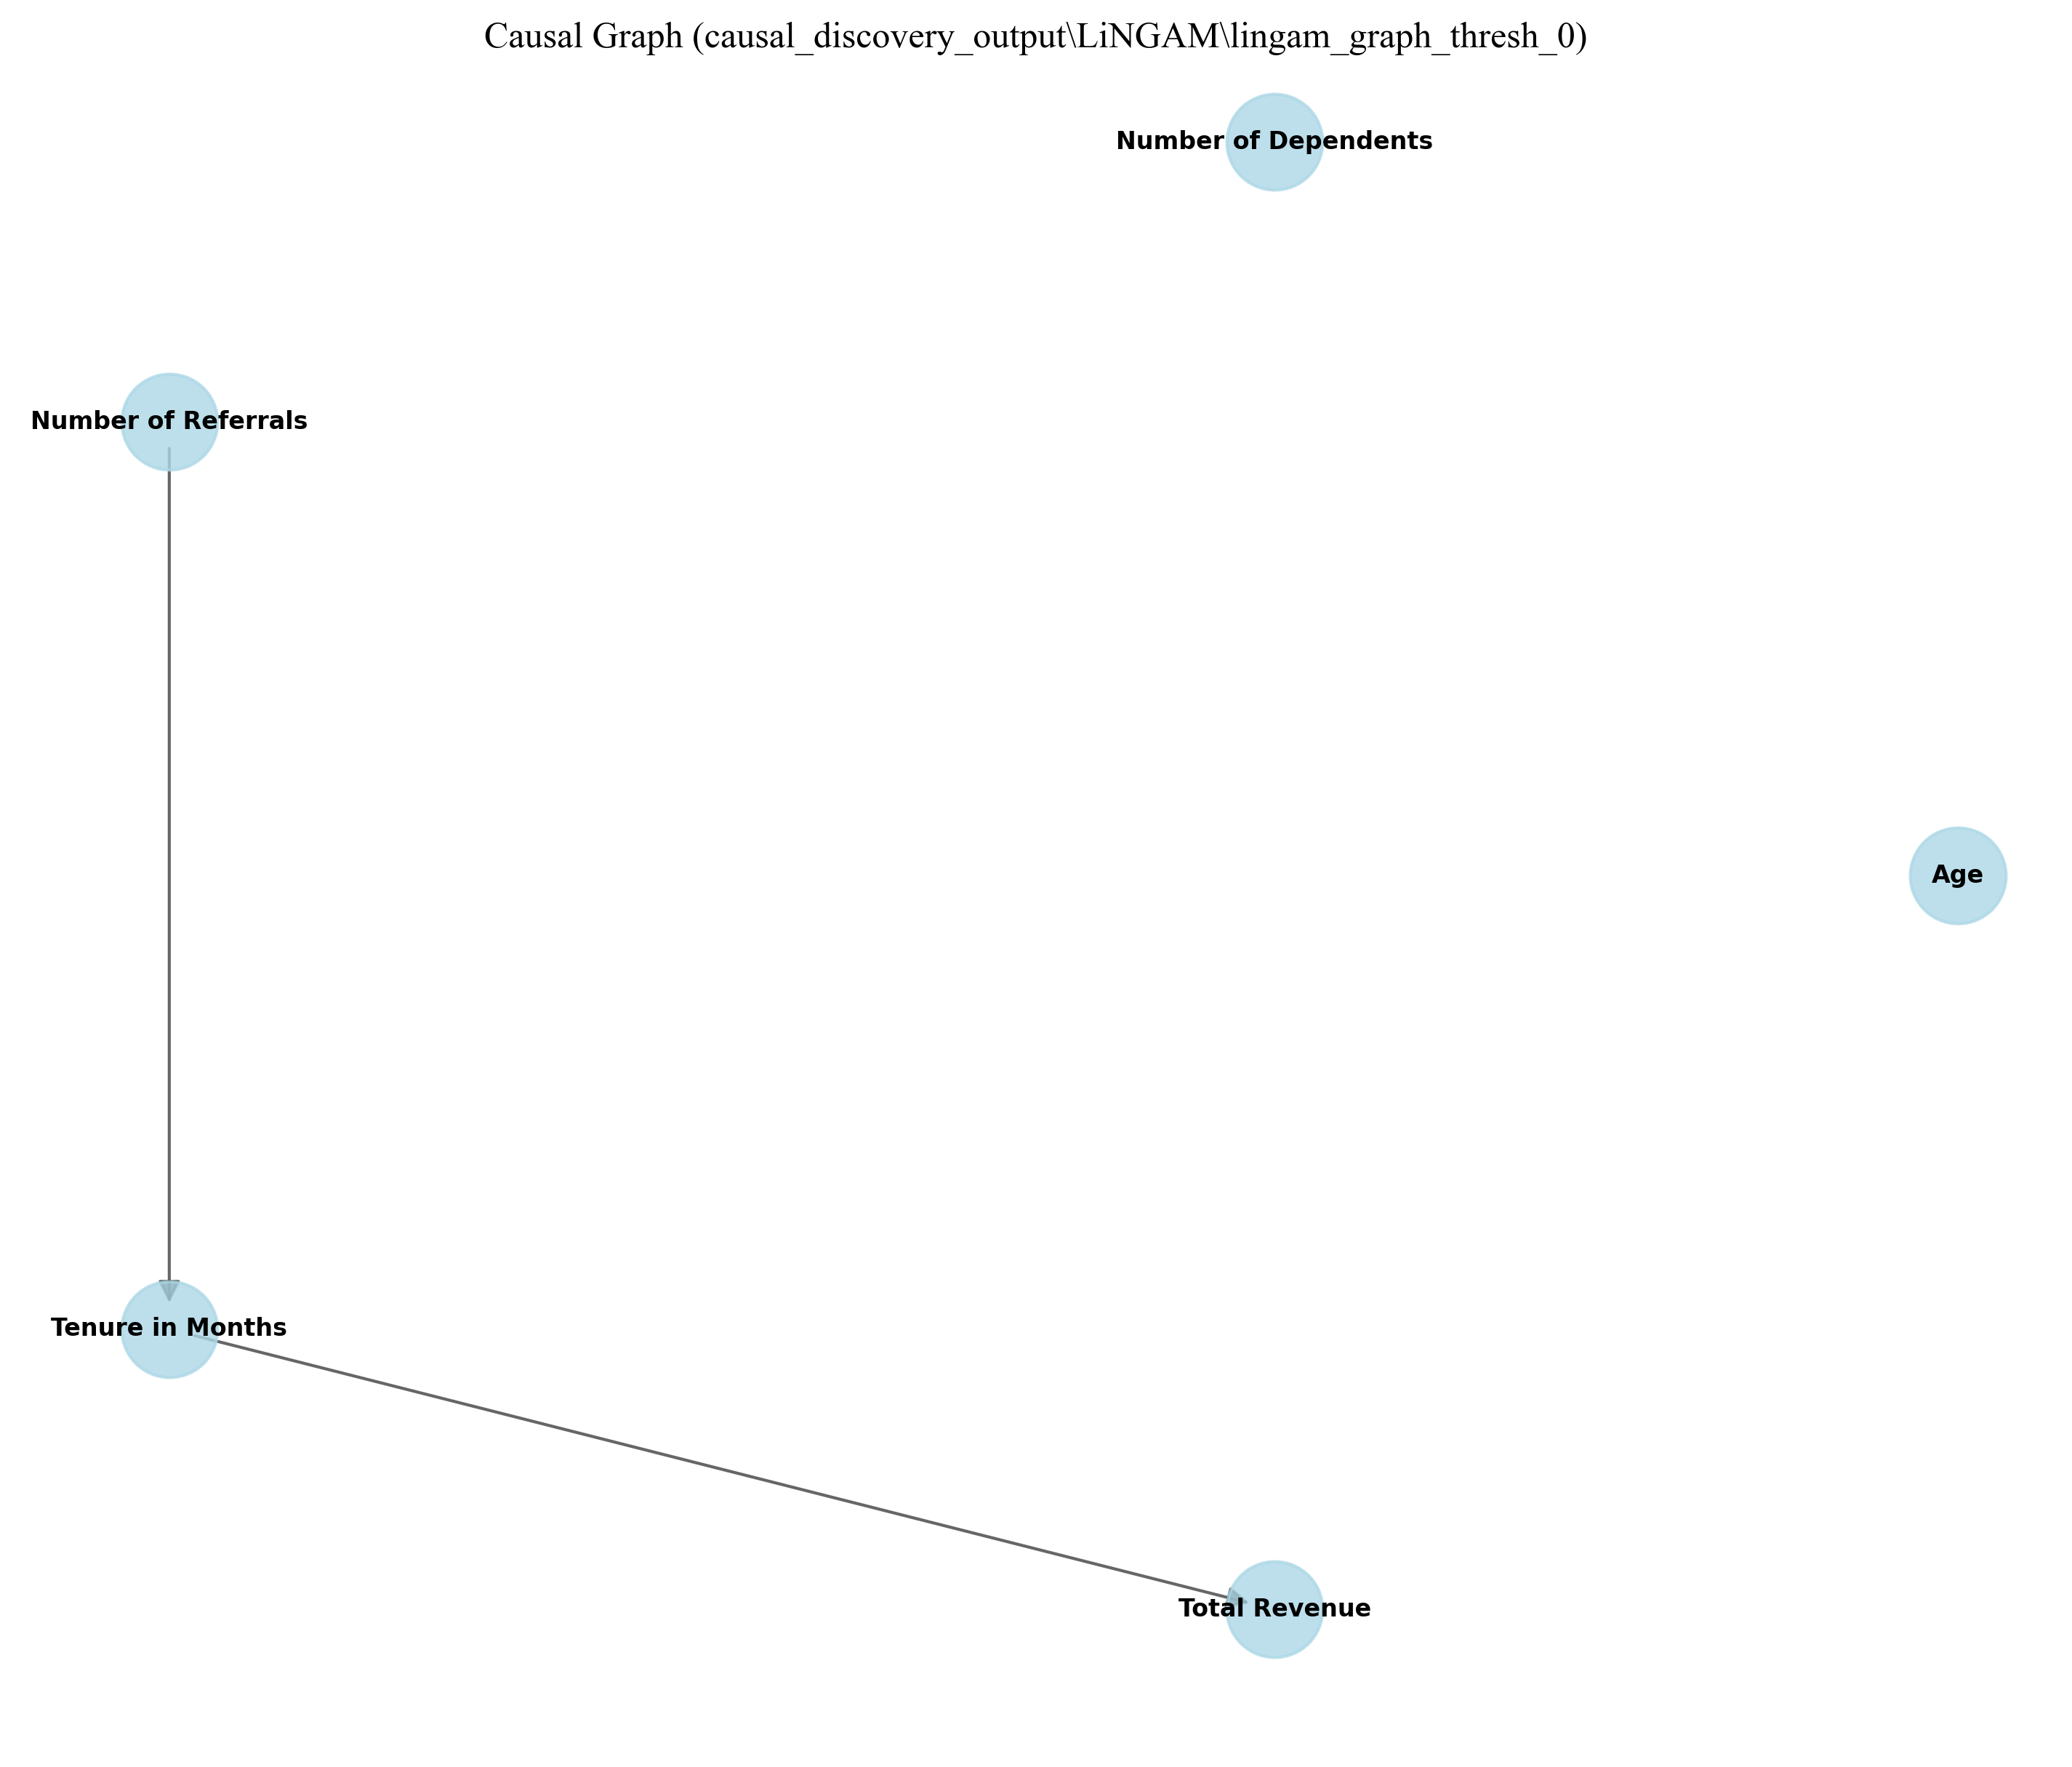 Causal Graph (causal_discovery_output\LiNGAM\lingam_graph_thresh_0)
Number of Dependents
Number of Referrals
Age
Tenure in Months
Total Revenue